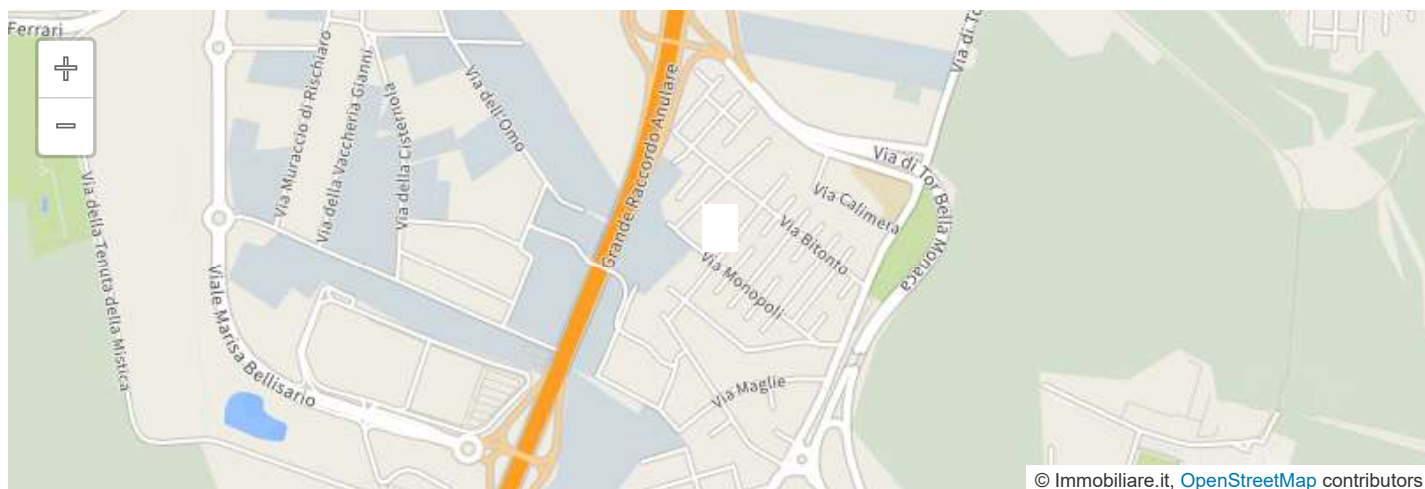 Ferrari
+
−
Via Muraccio di Rischiaro
Via della Vaccheria Gianni
Via della Cisternola
Via dell'Omo
Grande Raccordo Anulare
Via di To
Via di Tor Bella Monaca
Via Calimera
Via Bitonto
Via Monopoli
Via della Tenuta della Mistica
Viale Marisa Bellisario
Via Maglie
© Immobiliare.it, OpenStreetMap contributors